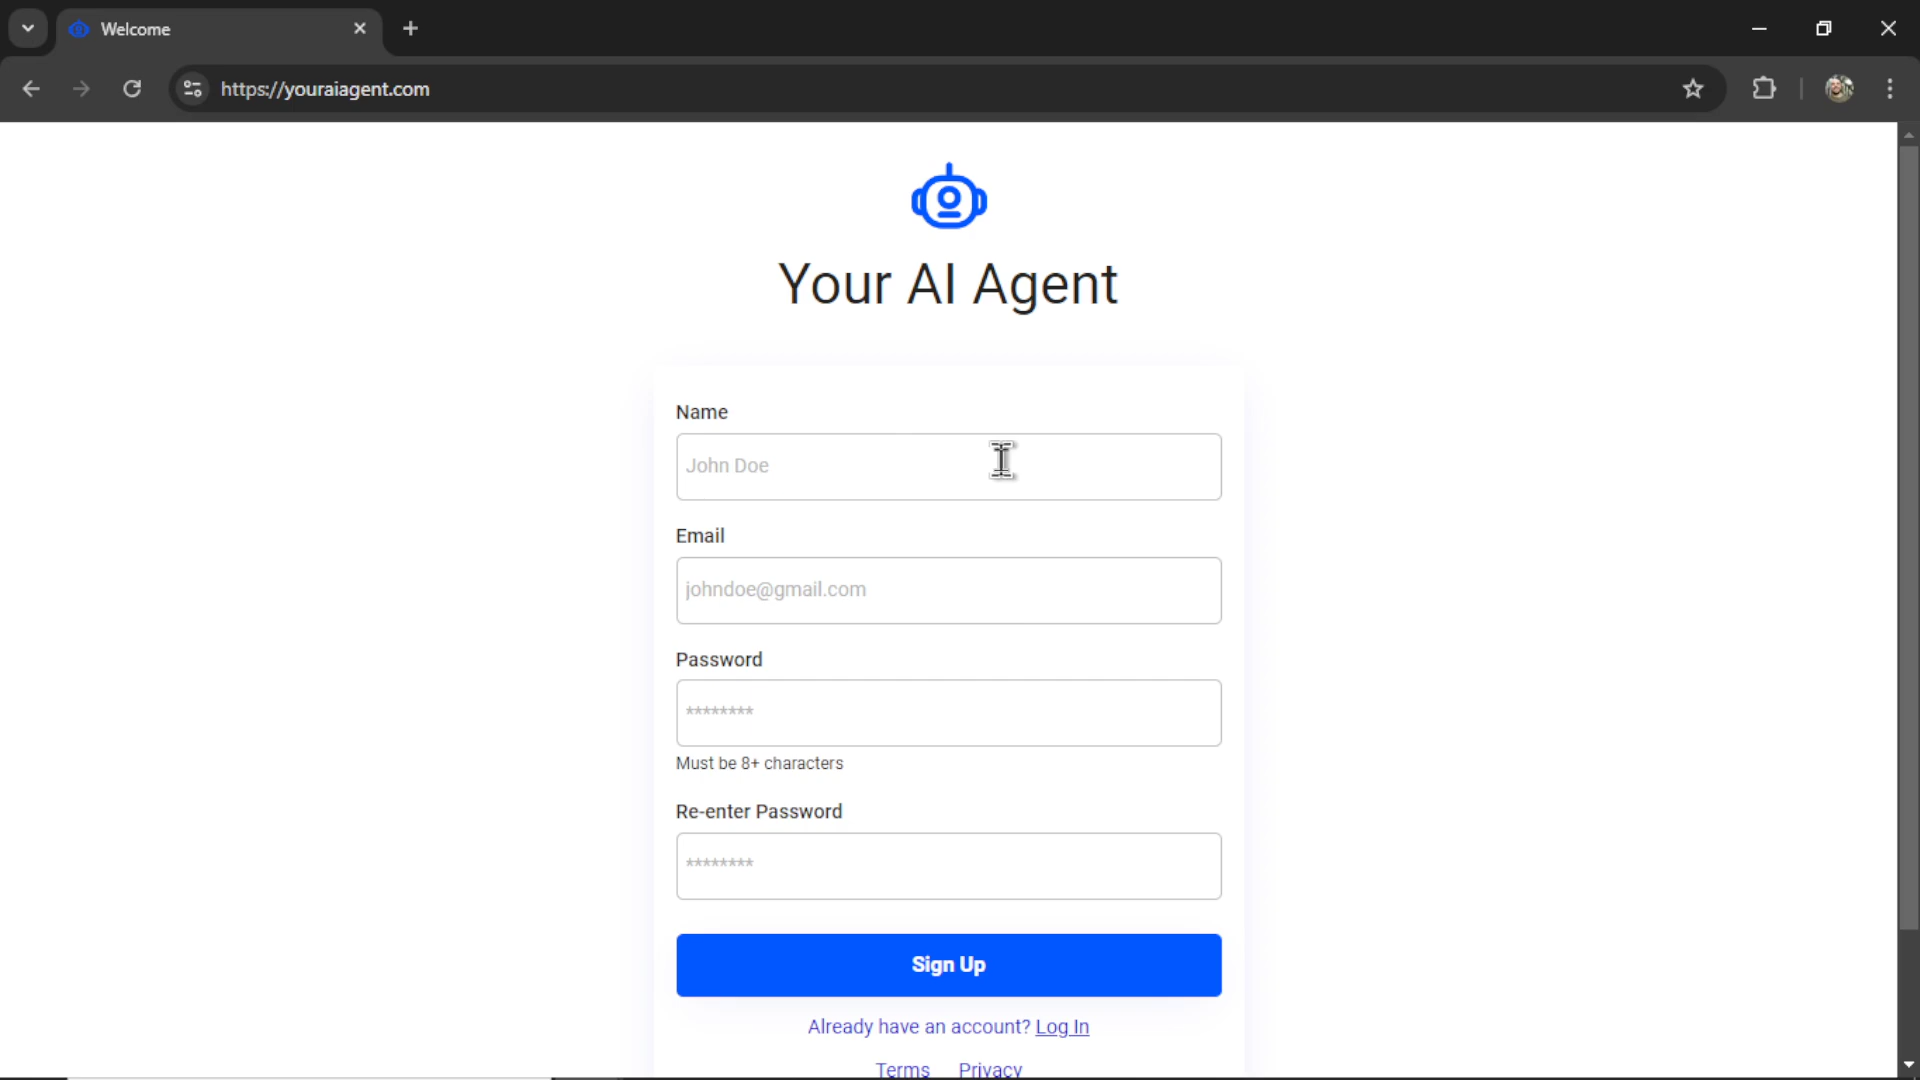 Welcome
https://youraiagent.com
Your AI Agent
Name
John Doe
Email
johndoe@gmail.com
Password
********
Must be 8+ characters
Re-enter Password
********
Sign Up
Already have an account? Log In
Terms Privacy